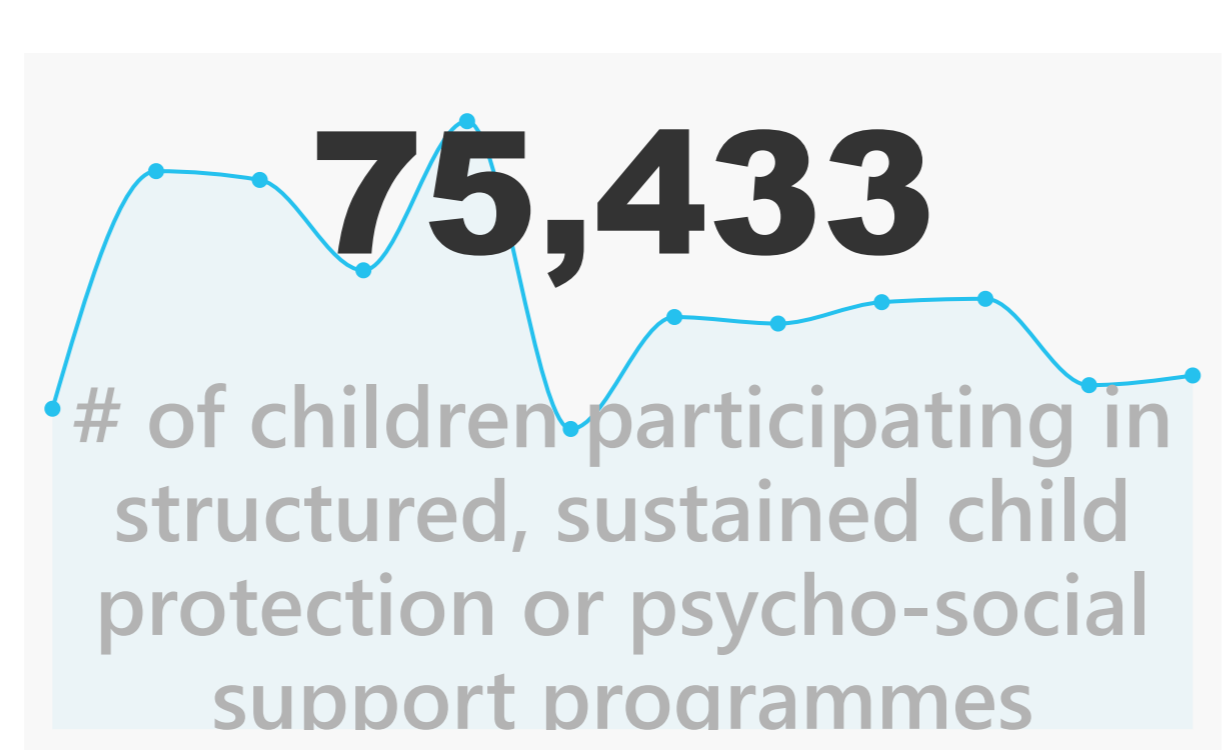 75,433
# of children participating in
structured, sustained child
protection or psycho-social
support programmes